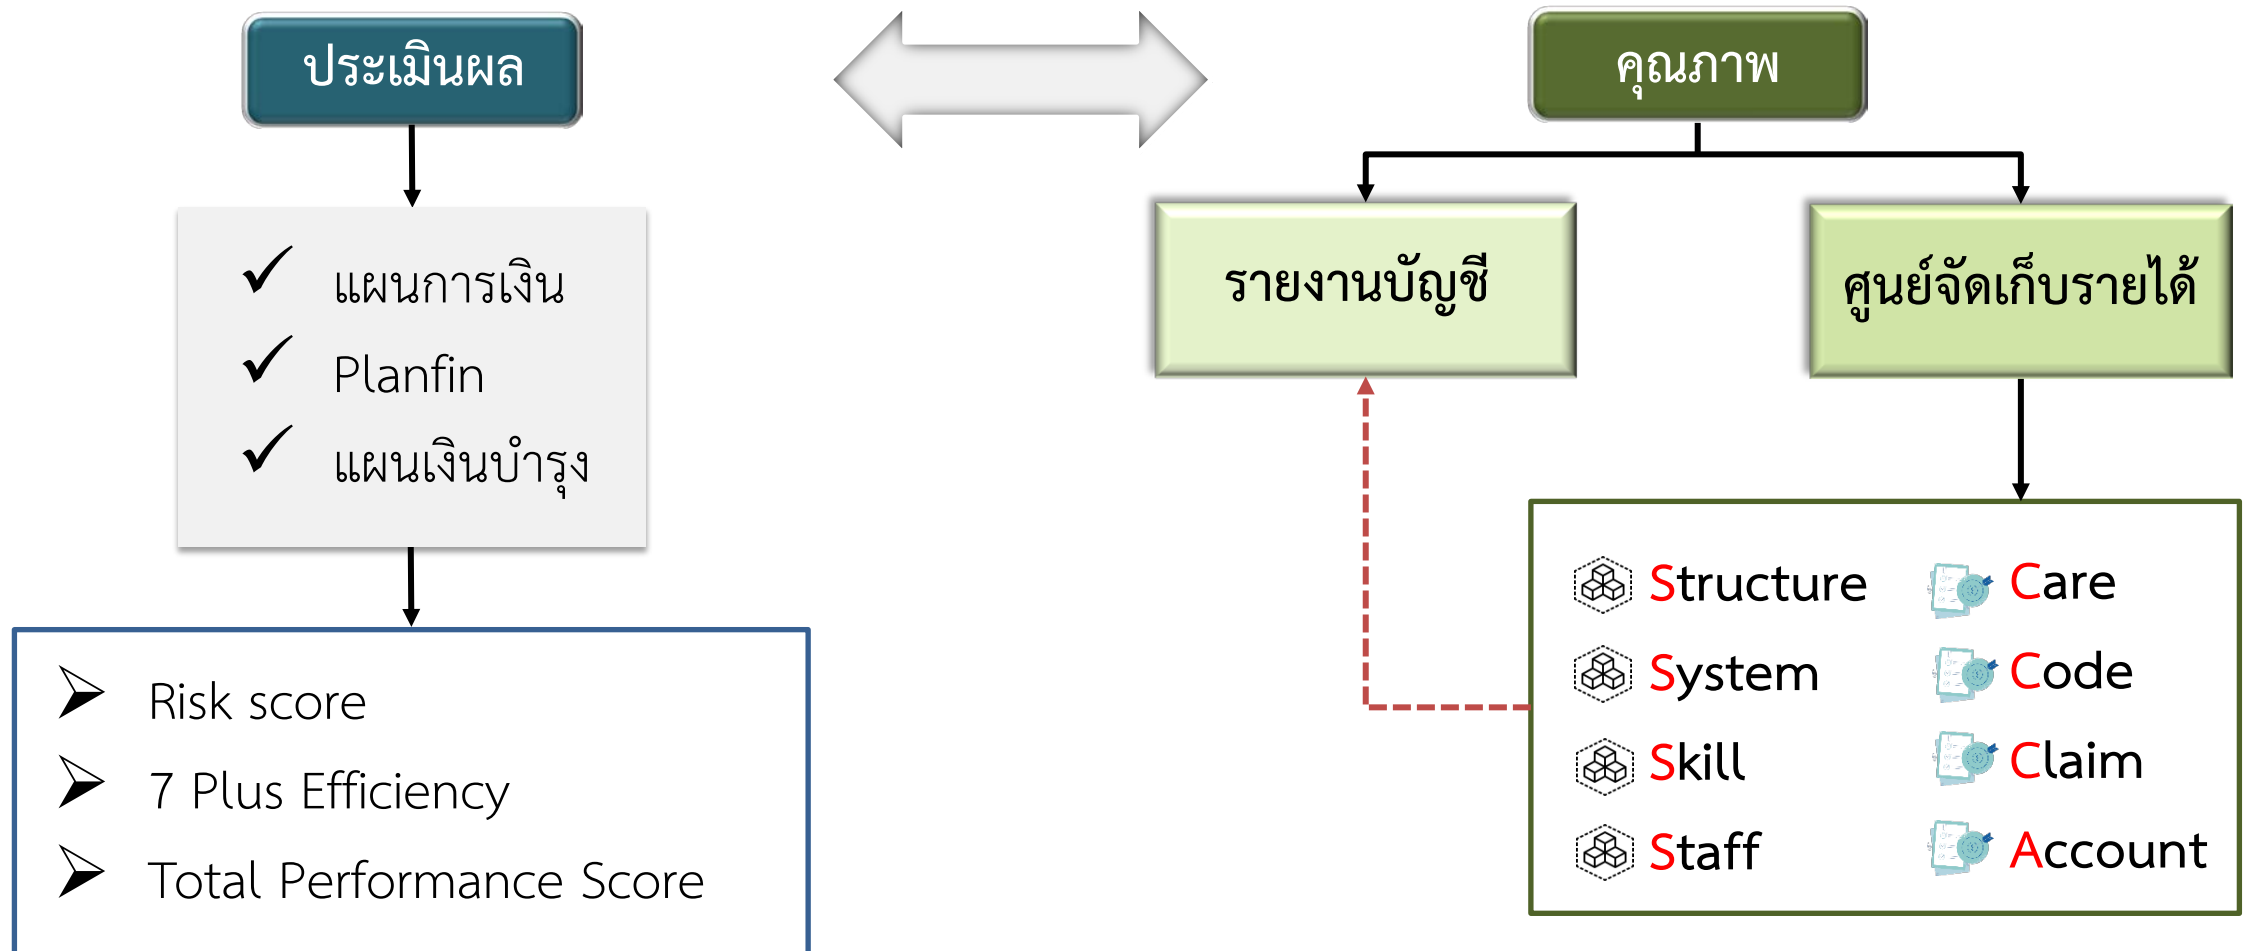 ประเมินผล
แผนการเงิน
Planfin
แผนเงินบำรุง
Risk score
7 Plus Efficiency
Total Performance Score
คุณภาพ
รายงานบัญชี
ศูนย์จัดเก็บรายได้
Structure
System
Skill
Staff
Care
Code
Claim
Account